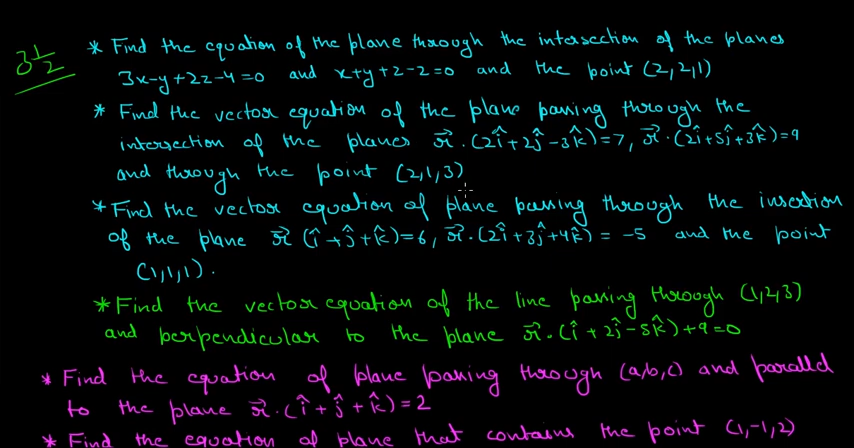 3 1/2
* Find the equation of the plane through the intersection of the planes
3x-y+2z-4=0 and x+y+z-2=0 and the point (2,2,1)
* Find the vector equation of the plane passing through the
intersection of the planes r⃗·(2î+2ĵ-3k̂)=7, r⃗·(2î+5ĵ+3k̂)=9
and through the point (2,1,3)
* Find the vector equation of plane passing through the insertion
of the plane r⃗ (î+ĵ+k̂)=6, r⃗·(2î+3ĵ+4k̂) = -5 and the point
(1,1,1).
* Find the vector equation of the line passing through (1,2,3)
and perpendicular to the plane r⃗·(î+2ĵ-5k̂)+9=0
* Find the equation of plane passing through (a,b,c) and parallel
to the plane r⃗·(î+ĵ+k̂)=2
* Find the equation of plane that contains the point (1,-1,2)